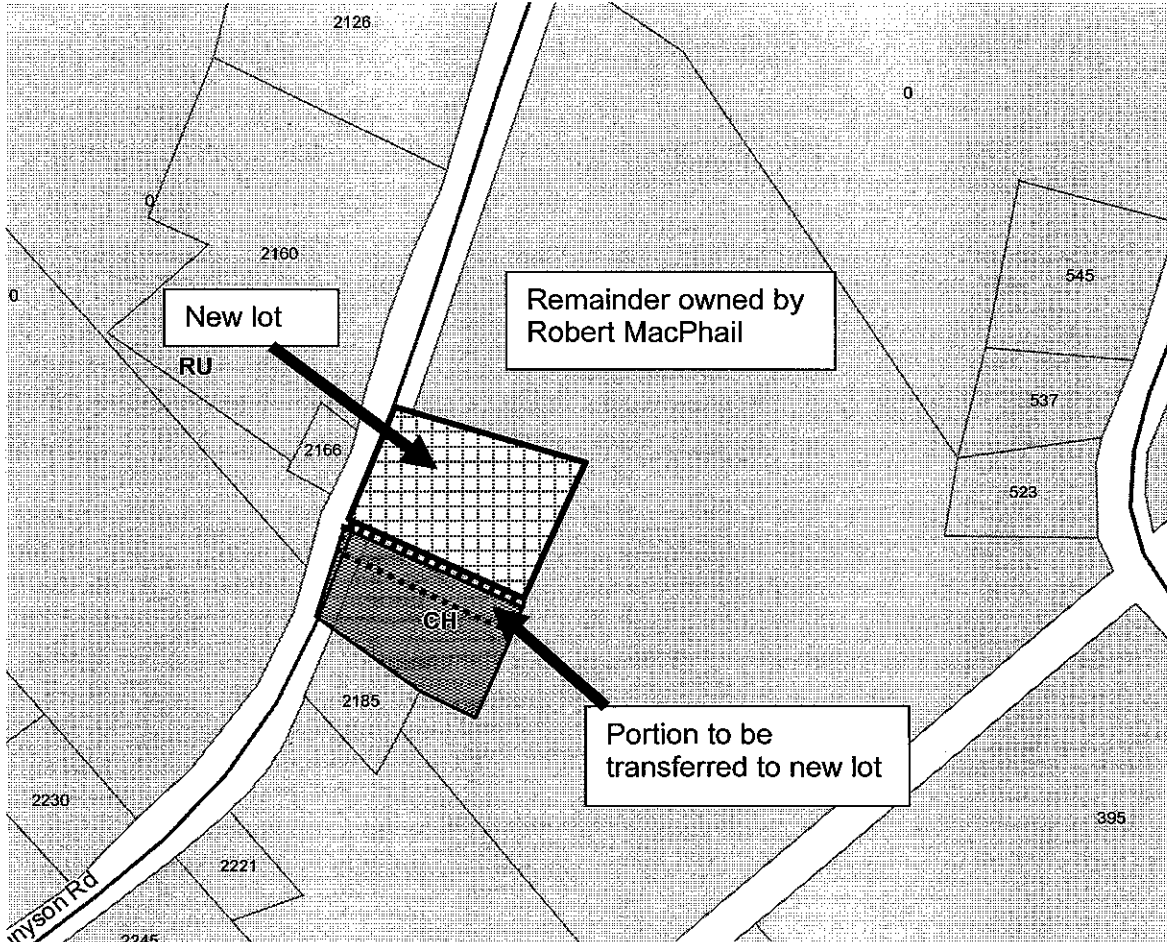 2126
0
0
2160
545
0
New lot
Remainder owned by
Robert MacPhail
RU
537
2166
523
CH
2185
Portion to be
transferred to new lot
2230
395
2221
nyson Rd
2245